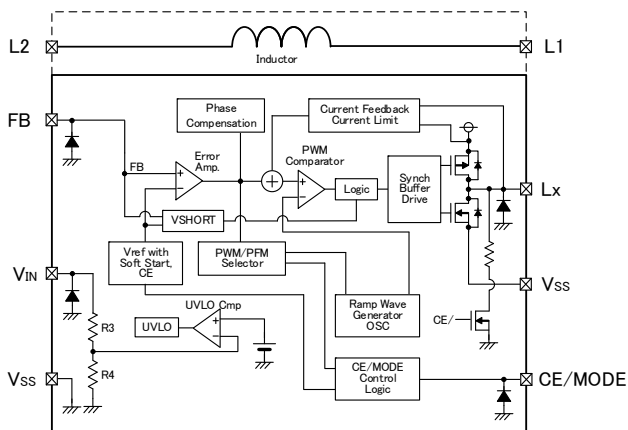 L2
L1
Inductor
FB
Phase
Compensation
Current Feedback
Current Limit
FB
Error
Amp.
PWM
Comparator
Logic
Synch
Buffer
Drive
Lx
VSHORT
Vref with
Soft Start,
CE
PWM/PFM
Selector
VIN
VSS
UVLO Cmp
Ramp Wave
Generator
OSC
CE/
R3
UVLO
R4
CE/MODE
Control
Logic
VSS
CE/MODE